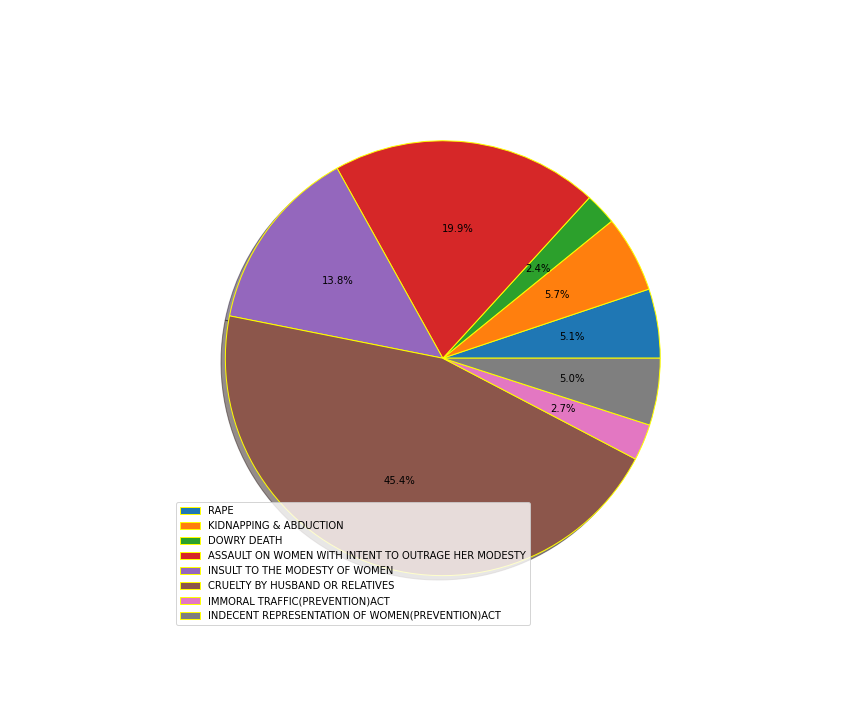 19.9%
2.4%
13.8%
5.7%
5.1%
5.0%
2.7%
45.4%
RAPE
KIDNAPPING & ABDUCTION
DOWRY DEATH
ASSAULT ON WOMEN WITH INTENT TO OUTRAGE HER MODESTY
INSULT TO THE MODESTY OF WOMEN
CRUELTY BY HUSBAND OR RELATIVES
IMMORAL TRAFFIC(PREVENTION)ACT
INDECENT REPRESENTATION OF WOMEN(PREVENTION)ACT